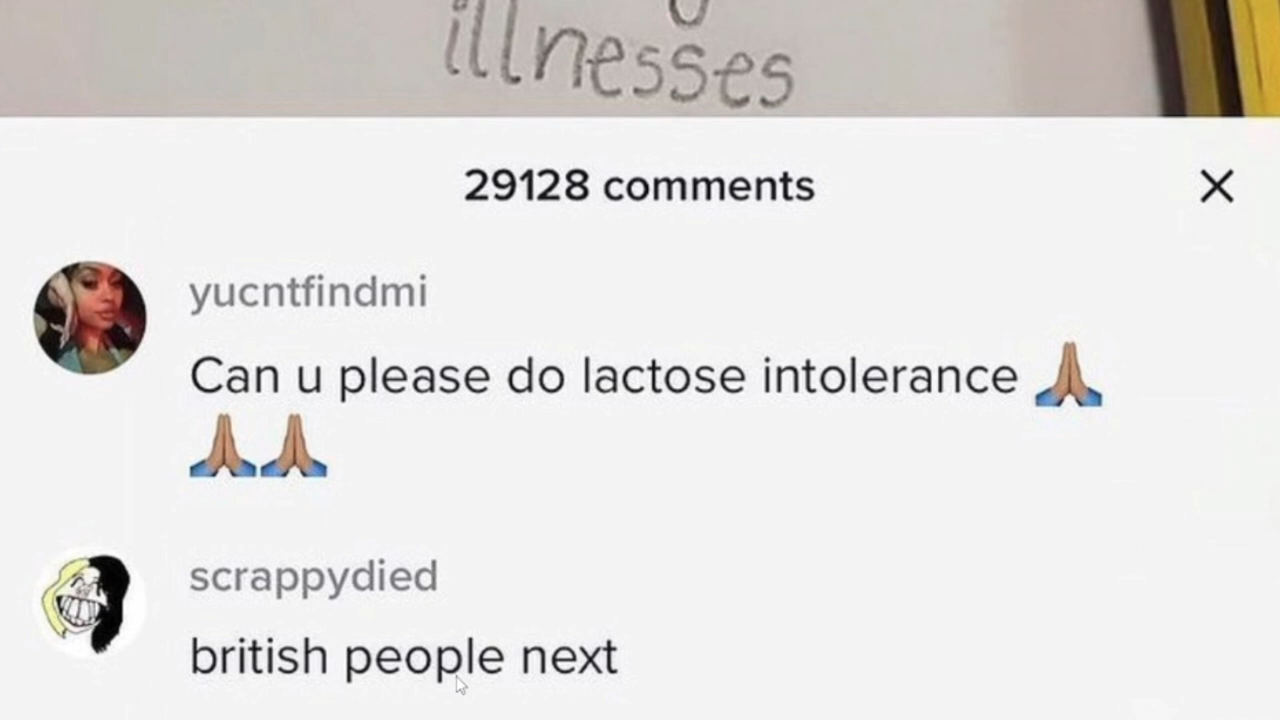 illnesses
29128 comments
yucntfindmi
Can u please do lactose intolerance 🙏🏽
🙏🏽🙏🏽
scrappydied
british people next